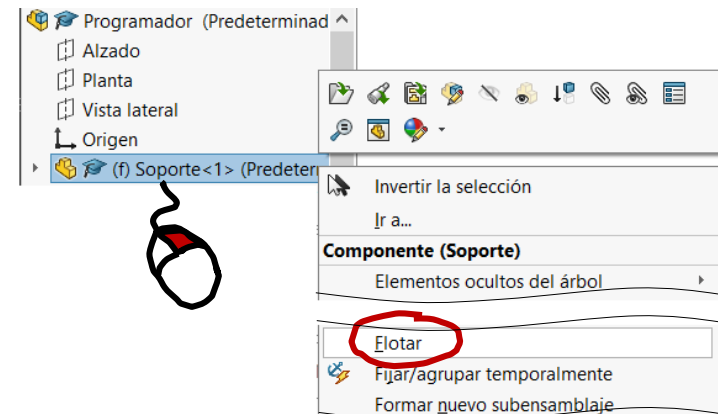 Programador (Predeterminad
Alzado
Planta
Vista lateral
Origen
(f) Soporte<1> (Predetern
Invertir la selección
Ir a...
Componente (Soporte)
Elementos ocultos del árbol
Flotar
Fijar/agrupar temporalmente
Formar nuevo subensamblaje